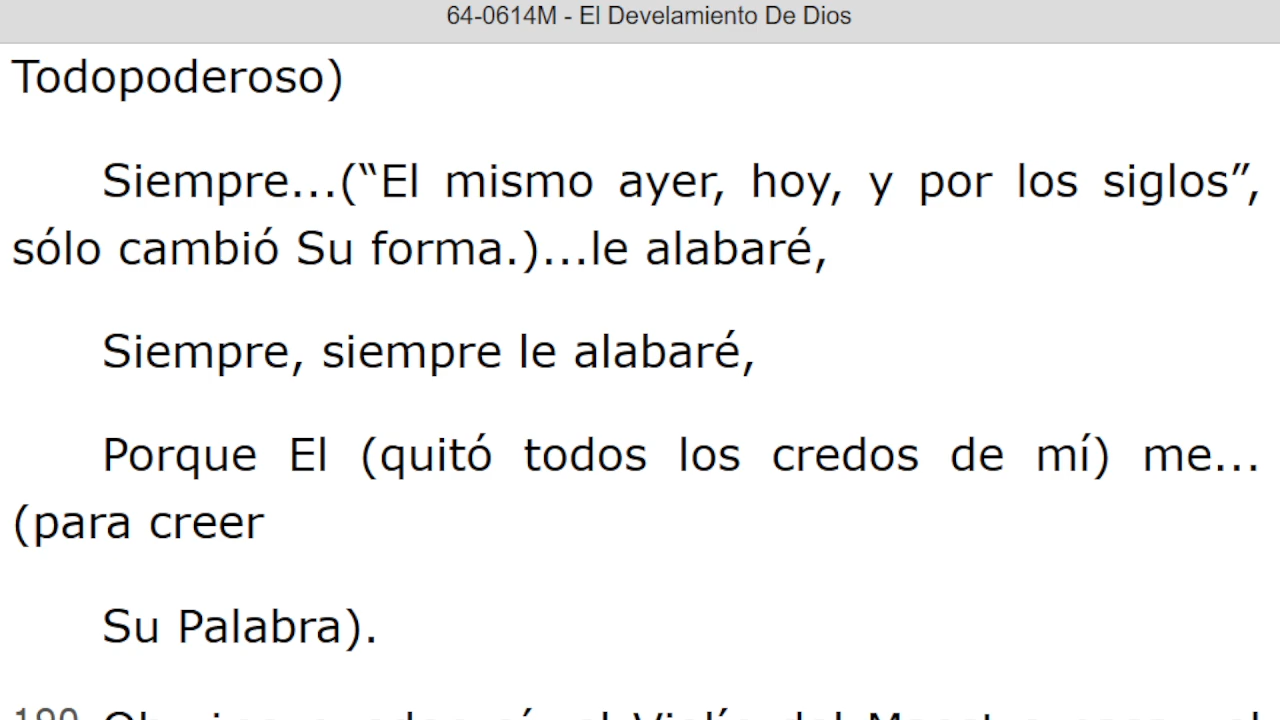 64-0614M - El Develamiento De Dios
Todopoderoso)
Siempre...(“El mismo ayer, hoy, y por los siglos”,
sólo cambió Su forma.)...le alabaré,
Siempre, siempre le alabaré,
Porque El (quitó todos los credos de mí) me...
(para creer
Su Palabra).